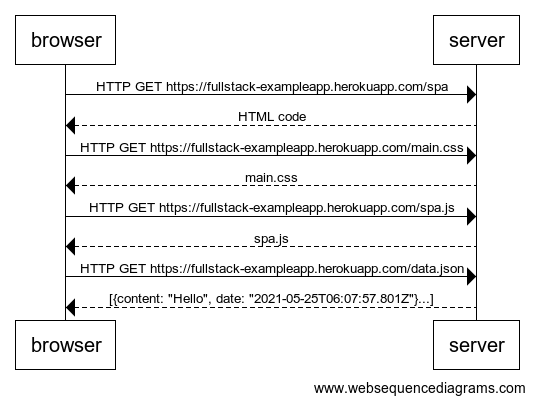 browser
server
HTTP GET https://fullstack-exampleapp.herokuapp.com/spa
HTML code
HTTP GET https://fullstack-exampleapp.herokuapp.com/main.css
main.css
HTTP GET https://fullstack-exampleapp.herokuapp.com/spa.js
spa.js
HTTP GET https://fullstack-exampleapp.herokuapp.com/data.json
[{content: "Hello", date: "2021-05-25T06:07:57.801Z"}...]
browser
server
www.websequencediagrams.com